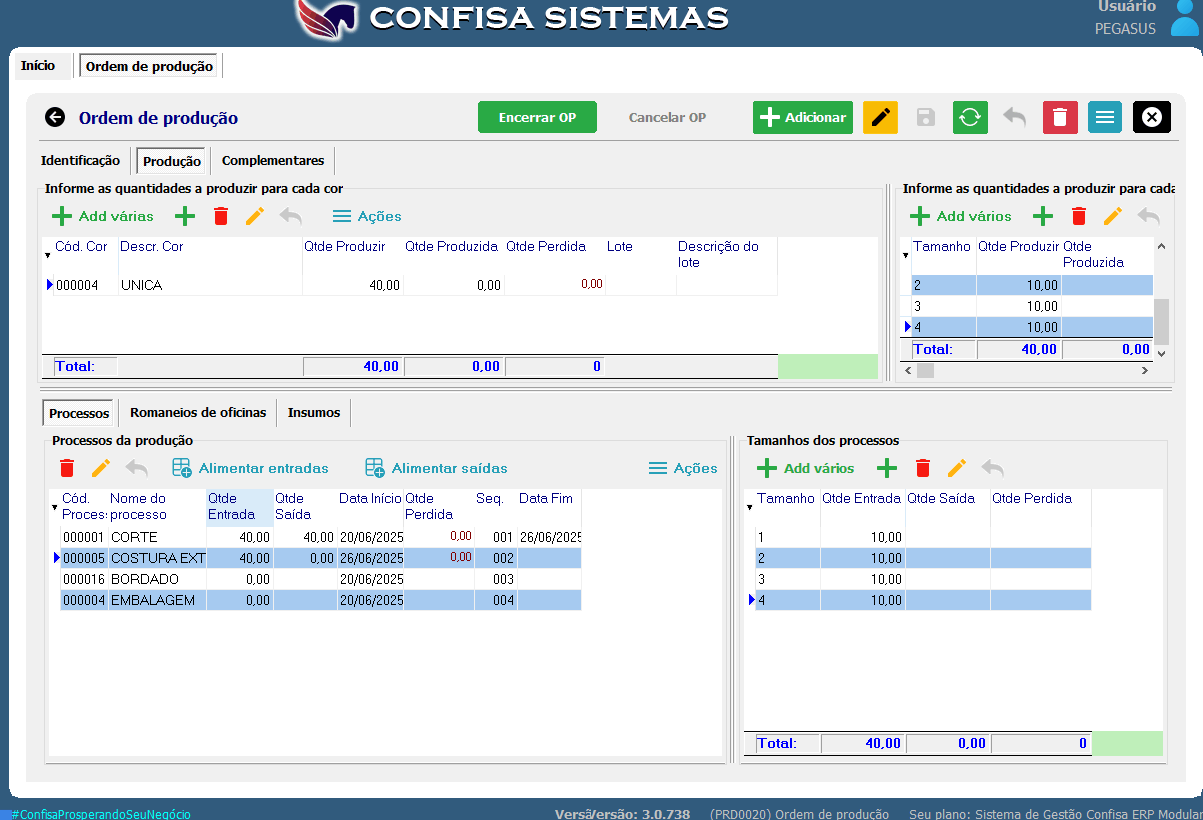 CONFISA SISTEMAS
Usuário
PEGASUS
Início
Ordem de produção
Ordem de produção
Encerrar OP
Cancelar OP
Adicionar
Identificação
Produção
Complementares
Informe as quantidades a produzir para cada cor
Add várias
Ações
Cód. Cor Descr. Cor Qtde Produzir Qtde Produzida Qtde Perdida Lote Descrição do lote
000004 UNICA 40,00 0,00 0,00
Total: 40,00 0,00 0
Informe as quantidades a produzir para cada
Add vários
Tamanho Qtde Produzir Qtde Produzida
2 10,00
3 10,00
4 10,00
Total: 40,00 0,00
Processos
Romaneios de oficinas
Insumos
Processos da produção
Alimentar entradas
Alimentar saídas
Ações
Cód. Proces: Nome do processo Qtde Entrada Qtde Saída Data Início Qtde Perdida Seq. Data Fim
000001 CORTE 40,00 40,00 20/06/2025 0,00 001 26/06/2025
000005 COSTURA EXT 40,00 0,00 26/06/2025 0,00 002
000016 BORDADO 0,00 20/06/2025 003
000004 EMBALAGEM 0,00 20/06/2025 004
Tamanhos dos processos
Add vários
Tamanho Qtde Entrada Qtde Saída Qtde Perdida
1 10,00
2 10,00
3 10,00
4 10,00
Total: 40,00 0,00 0
#ConfisaProsperandoSeuNegócio
Versã/ersão: 3.0.738
(PRD0020) Ordem de produção
Seu plano: Sistema de Gestão Confisa ERP Modular